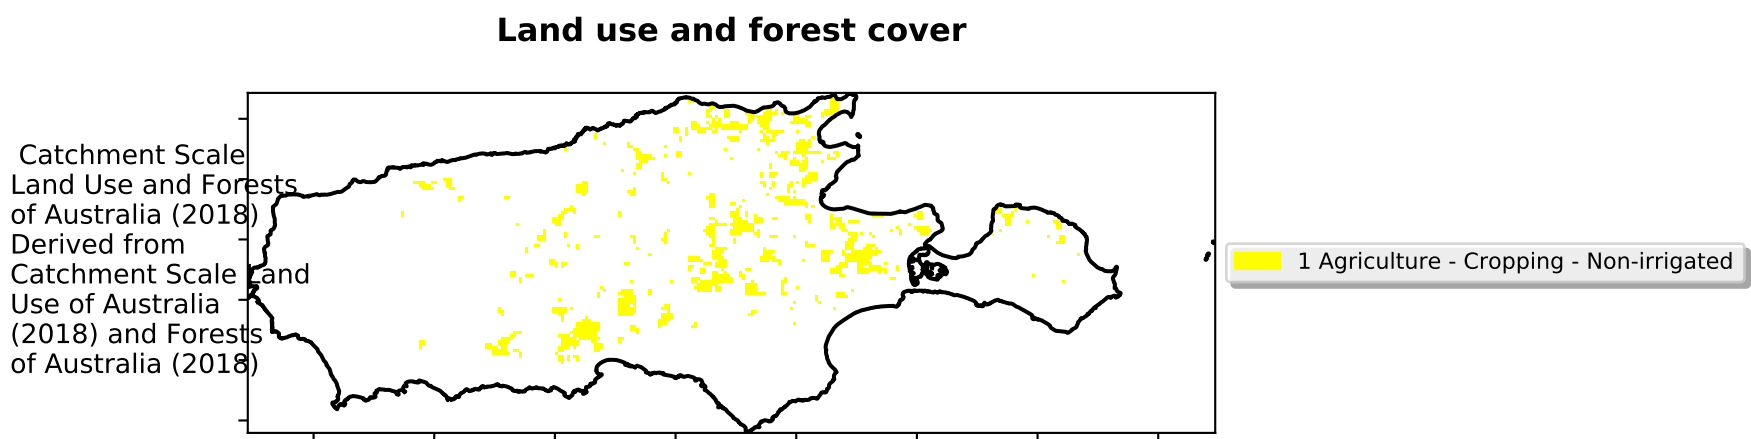 Land use and forest cover
Catchment Scale
Land Use and Forests
of Australia (2018)
Derived from
Catchment Scale Land
Use of Australia
(2018) and Forests
of Australia (2018)
1 Agriculture - Cropping - Non-irrigated